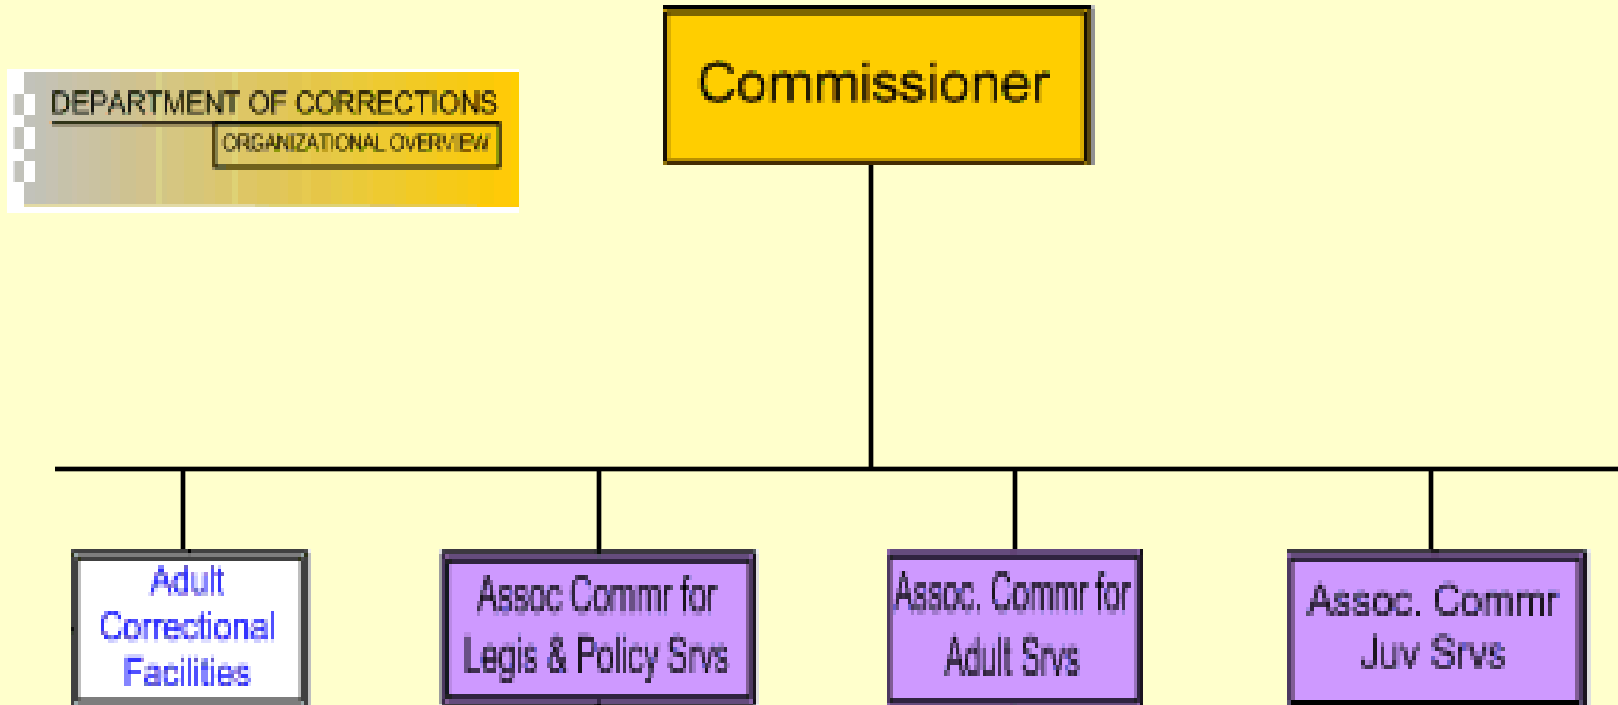 Commissioner
DEPARTMENT OF CORRECTIONS
ORGANIZATIONAL OVERVIEW
Adult
Correctional
Facilities
Assoc Commr for
Legis & Policy Srvs
Assoc. Commr for
Adult Srvs
Assoc. Commr
Juv Srvs